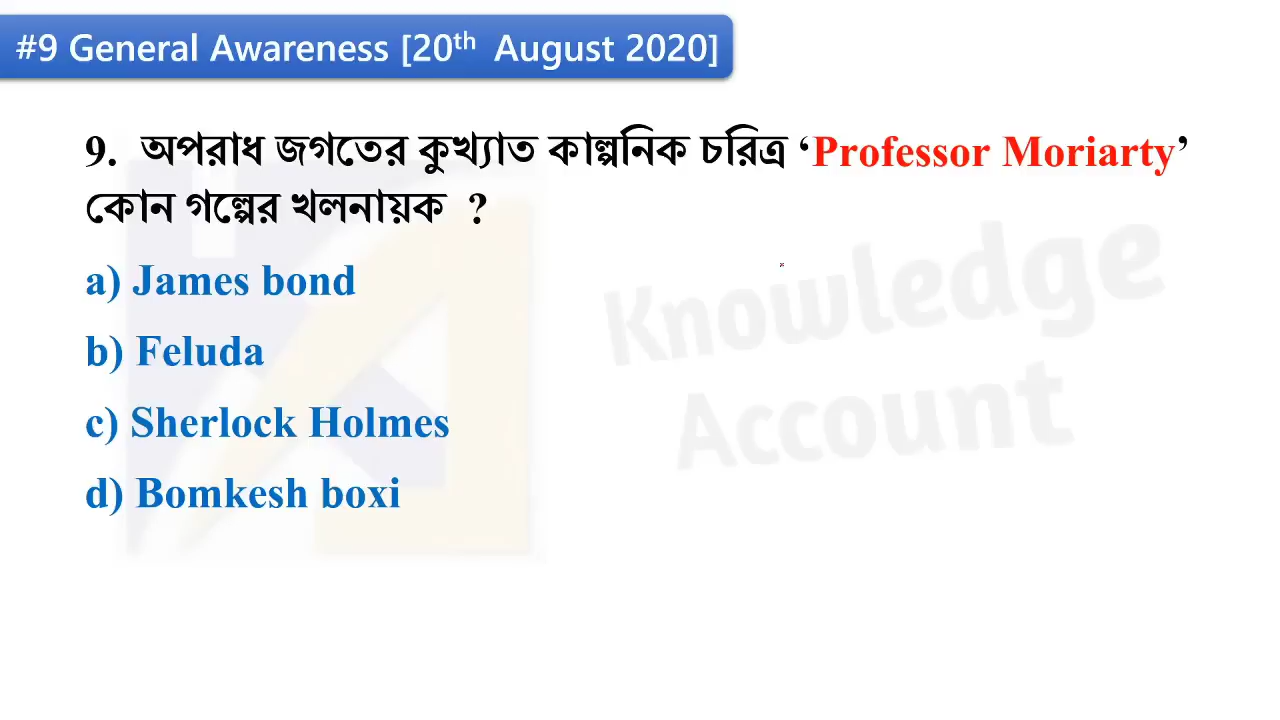 #9 General Awareness [20th August 2020]
9. অপরাধ জগতের কুখ্যাত কাল্পনিক চরিত্র ‘Professor Moriarty’
কোন গল্পের খলনায়ক ?
a) James bond
b) Feluda
c) Sherlock Holmes
d) Bomkesh boxi
Knowledge
Account